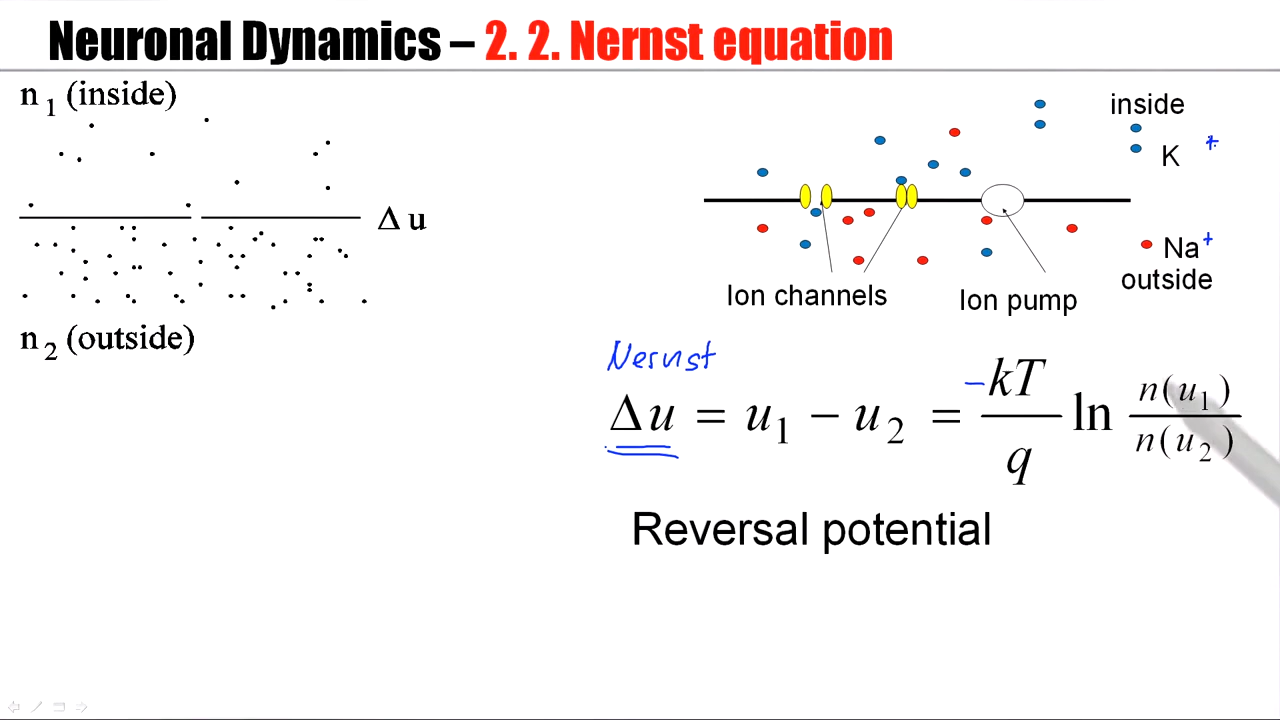 Neuronal Dynamics – 2. 2. Nernst equation
n 1 (inside)
Δ u
n 2 (outside)
inside
K +
Na +
outside
Ion channels
Ion pump
Nernst
Δu = u1 − u2 = −kT/q ln n(u1)/n(u2)
Reversal potential